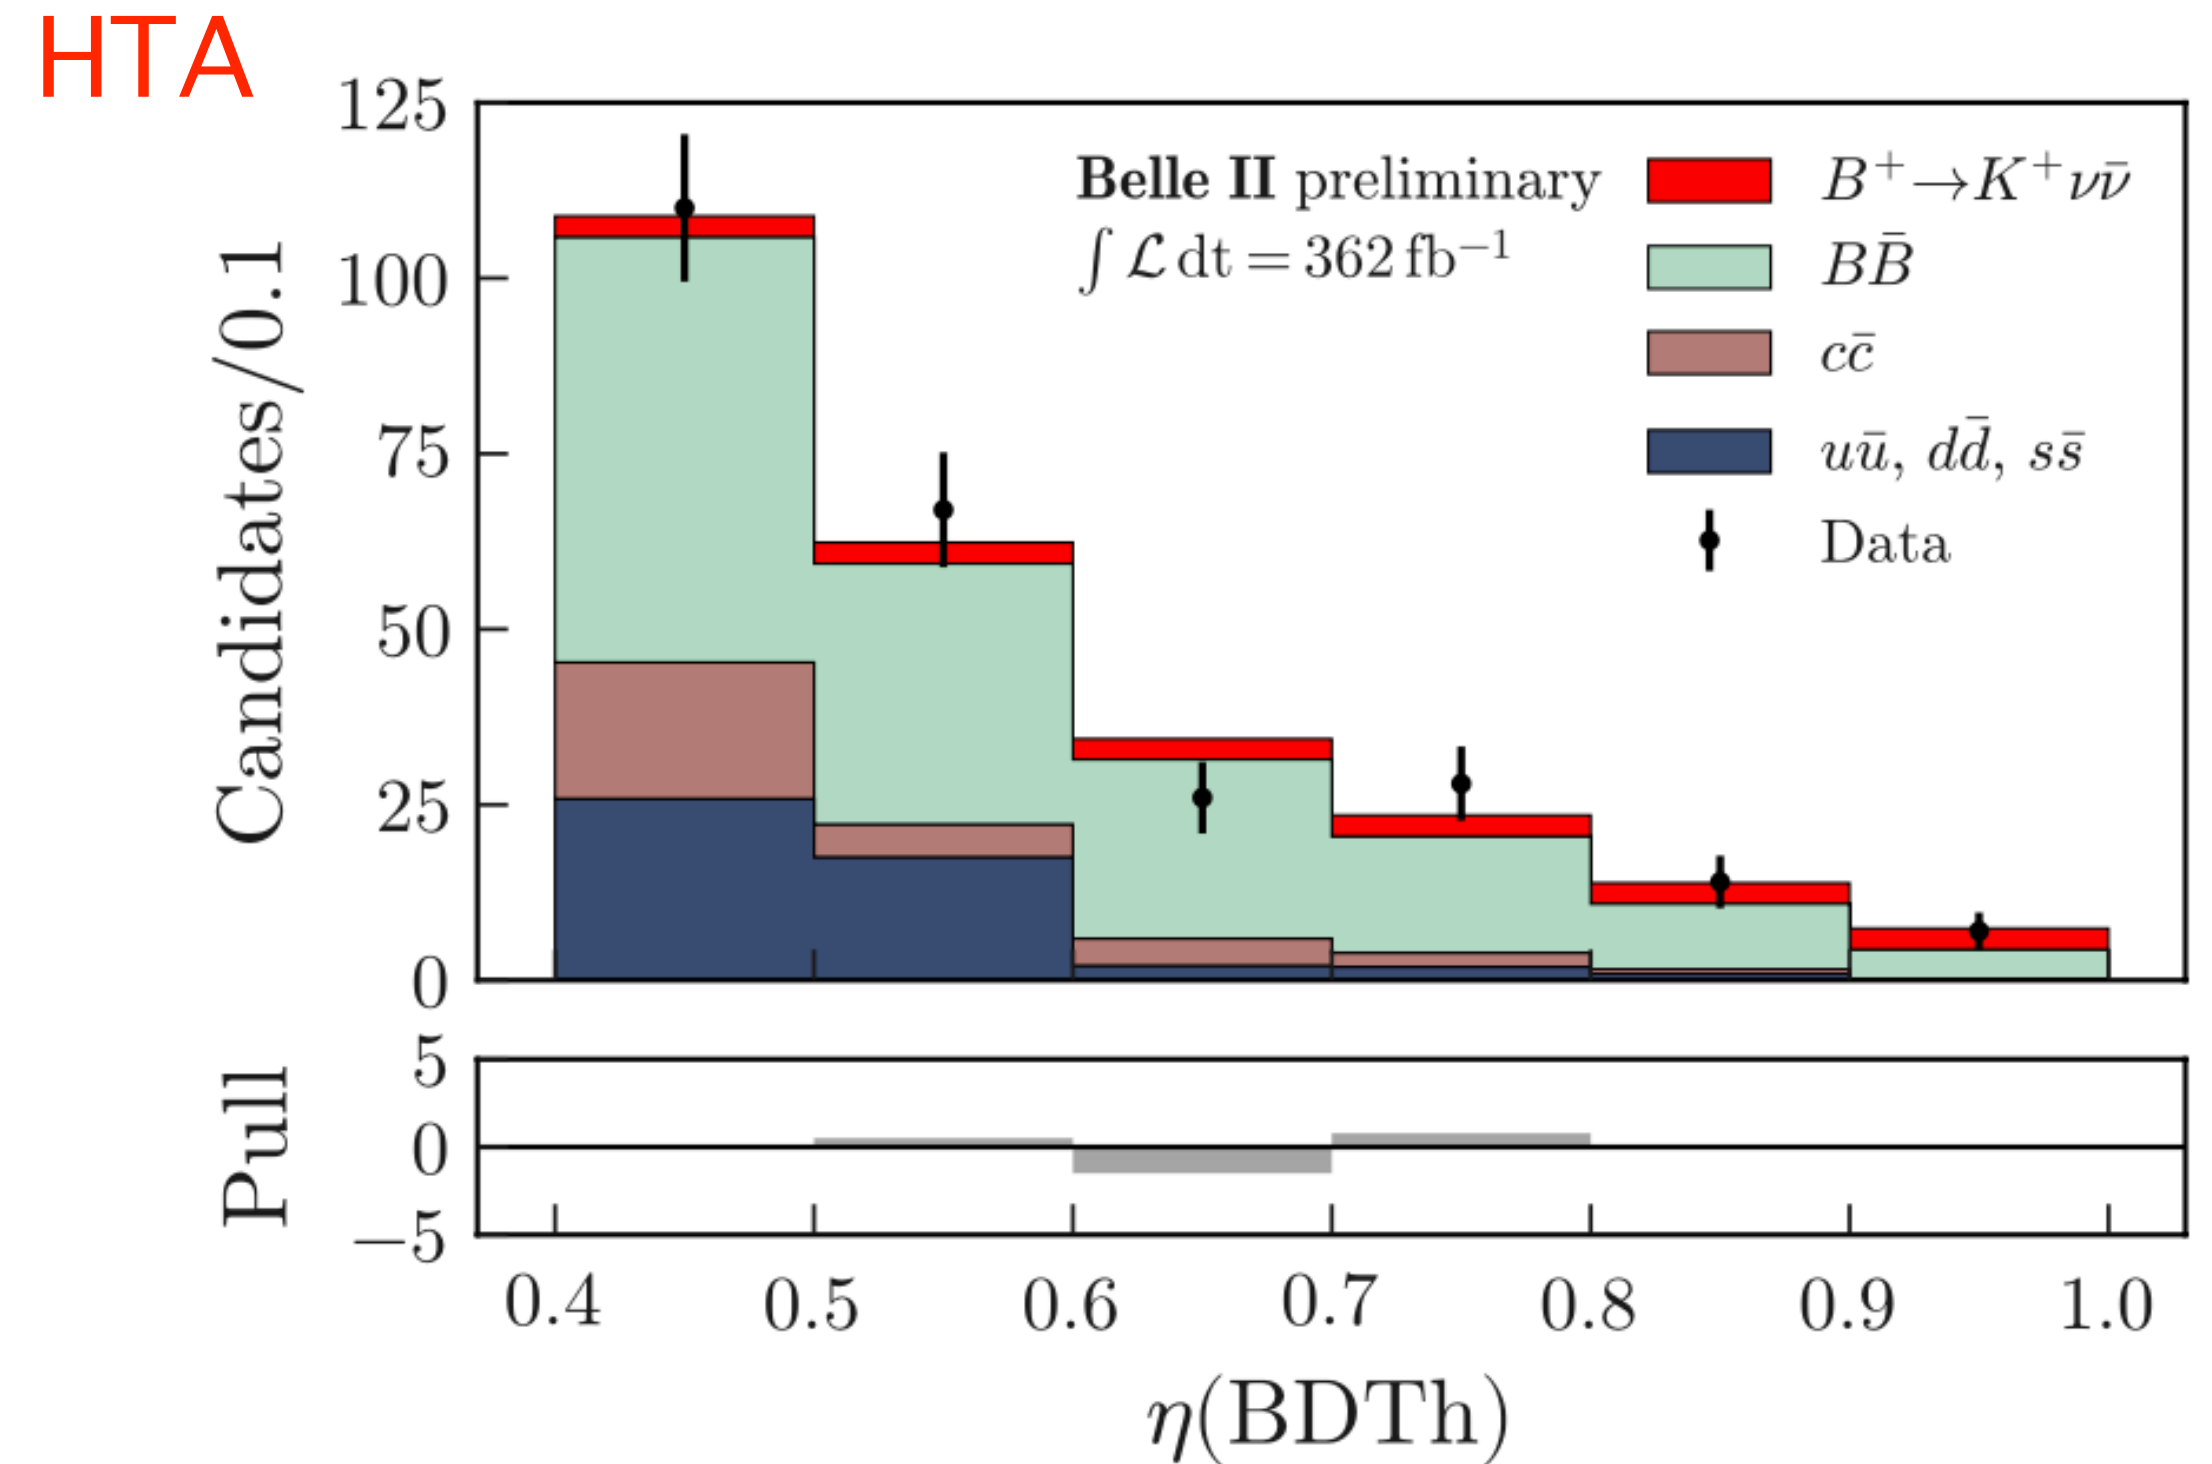 HTA
Candidates/0.1
125
100
75
50
25
0
Belle II preliminary
∫ ℒ dt = 362 fb⁻¹
B⁺→K⁺νν̄
BB̄
cc̄
uū, dd̄, ss̄
Data
Pull
5
0
−5
0.4 0.5 0.6 0.7 0.8 0.9 1.0
η(BDTh)